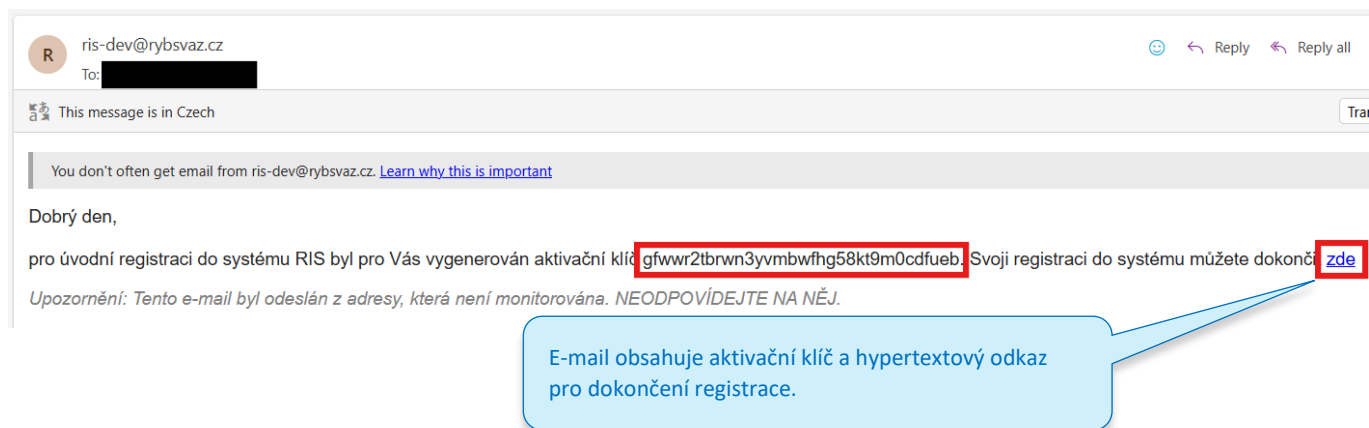 R
ris-dev@rybsvaz.cz
Reply
Reply all
To:
This message is in Czech
Tran
You don't often get email from ris-dev@rybsvaz.cz. Learn why this is important
Dobrý den,
pro úvodní registraci do systému RIS byl pro Vás vygenerován aktivační klíč gfwwr2tbrwn3yvmbwfhg58kt9m0cdfueb. Svoji registraci do systému můžete dokonči zde
Upozornění: Tento e-mail byl odeslán z adresy, která není monitorována. NEODPOVÍDEJTE NA NĚJ.
E-mail obsahuje aktivační klíč a hypertextový odkaz
pro dokončení registrace.